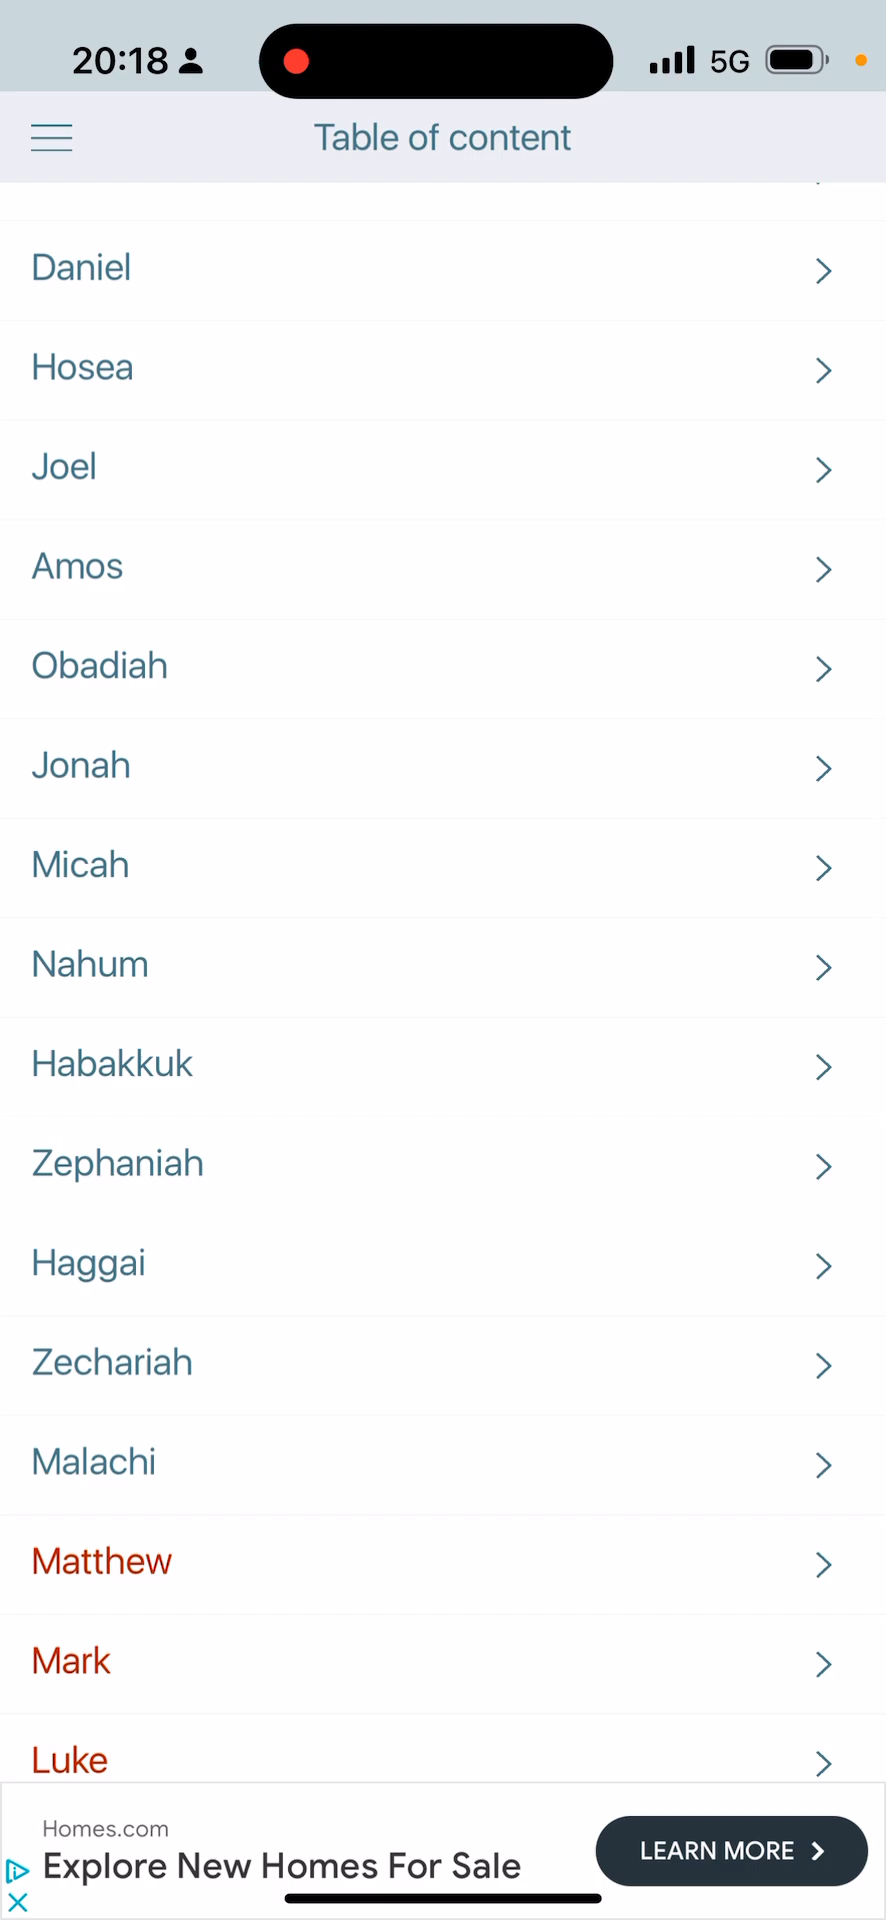 20:18
5G
Table of content
Daniel
Hosea
Joel
Amos
Obadiah
Jonah
Micah
Nahum
Habakkuk
Zephaniah
Haggai
Zechariah
Malachi
Matthew
Mark
Luke
Homes.com
Explore New Homes For Sale
LEARN MORE